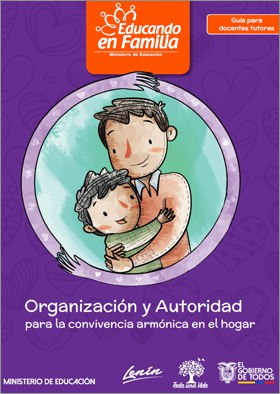 Educando
en Familia
Ministerio de Educación
Guía para
docentes tutores
Organización y Autoridad
para la convivencia armónica en el hogar
MINISTERIO DE EDUCACIÓN
Lenín
Toda una Vida
EL
GOBIERNO
DE TODOS